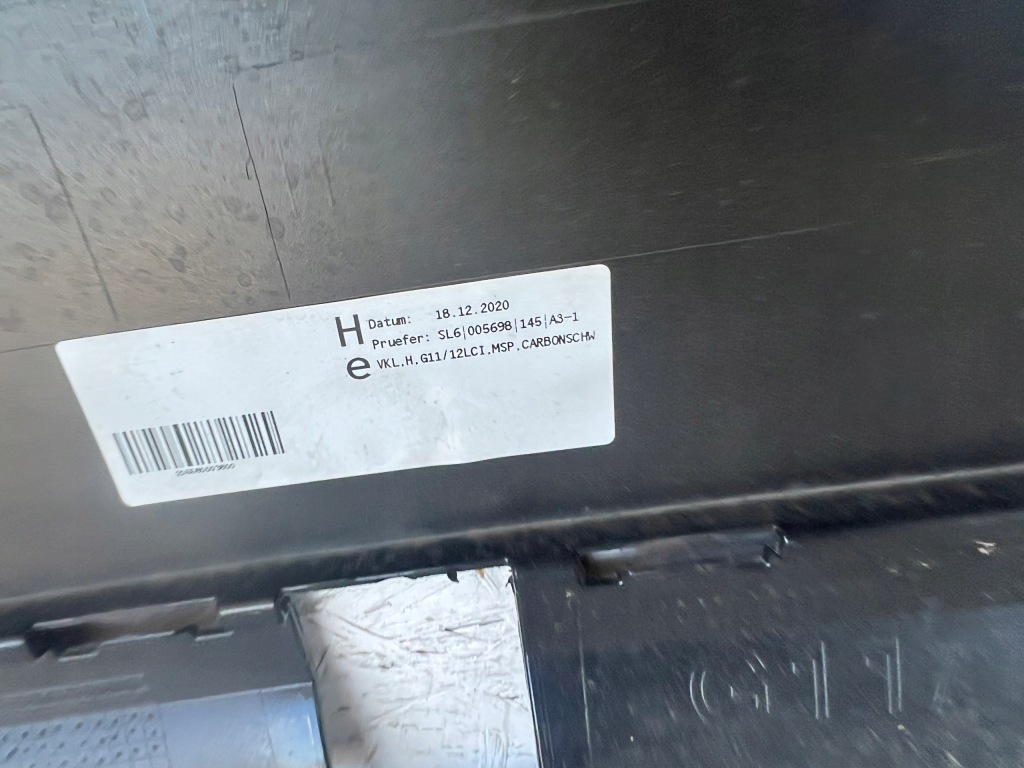 H Datum: 18.12.2020
Pruefer: SL6|005698|145|A3-1
e VKL.H.G11/12LCI.MSP.CARBONSCHW
G11